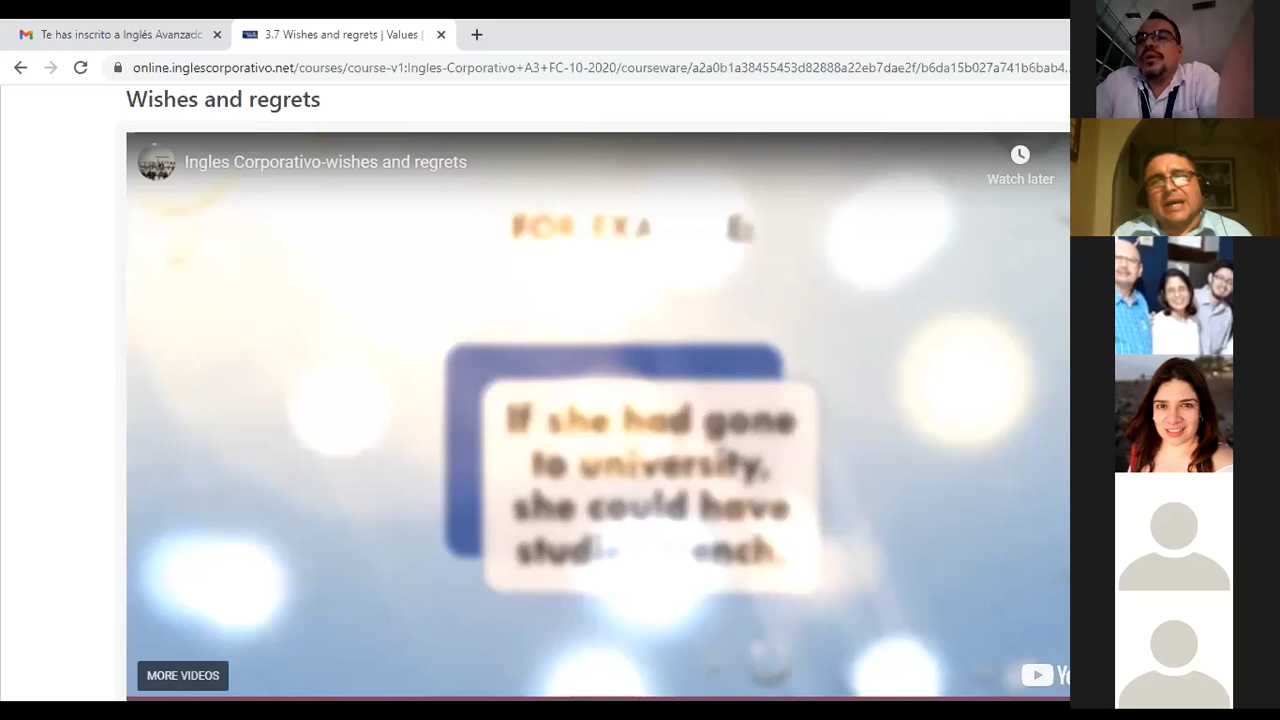 Te has inscrito a Inglés Avanzado
3.7 Wishes and regrets | Values |
online.inglescorporativo.net/courses/course-v1:Ingles-Corporativo+A3+FC-10-2020/courseware/a2a0b1a38455453d82888a22eb7dae2f/b6da15b027a741b6bab4...
Wishes and regrets
Ingles Corporativo-wishes and regrets
Watch later
FOR
If she had gone
to university,
she could have
MORE VIDEOS